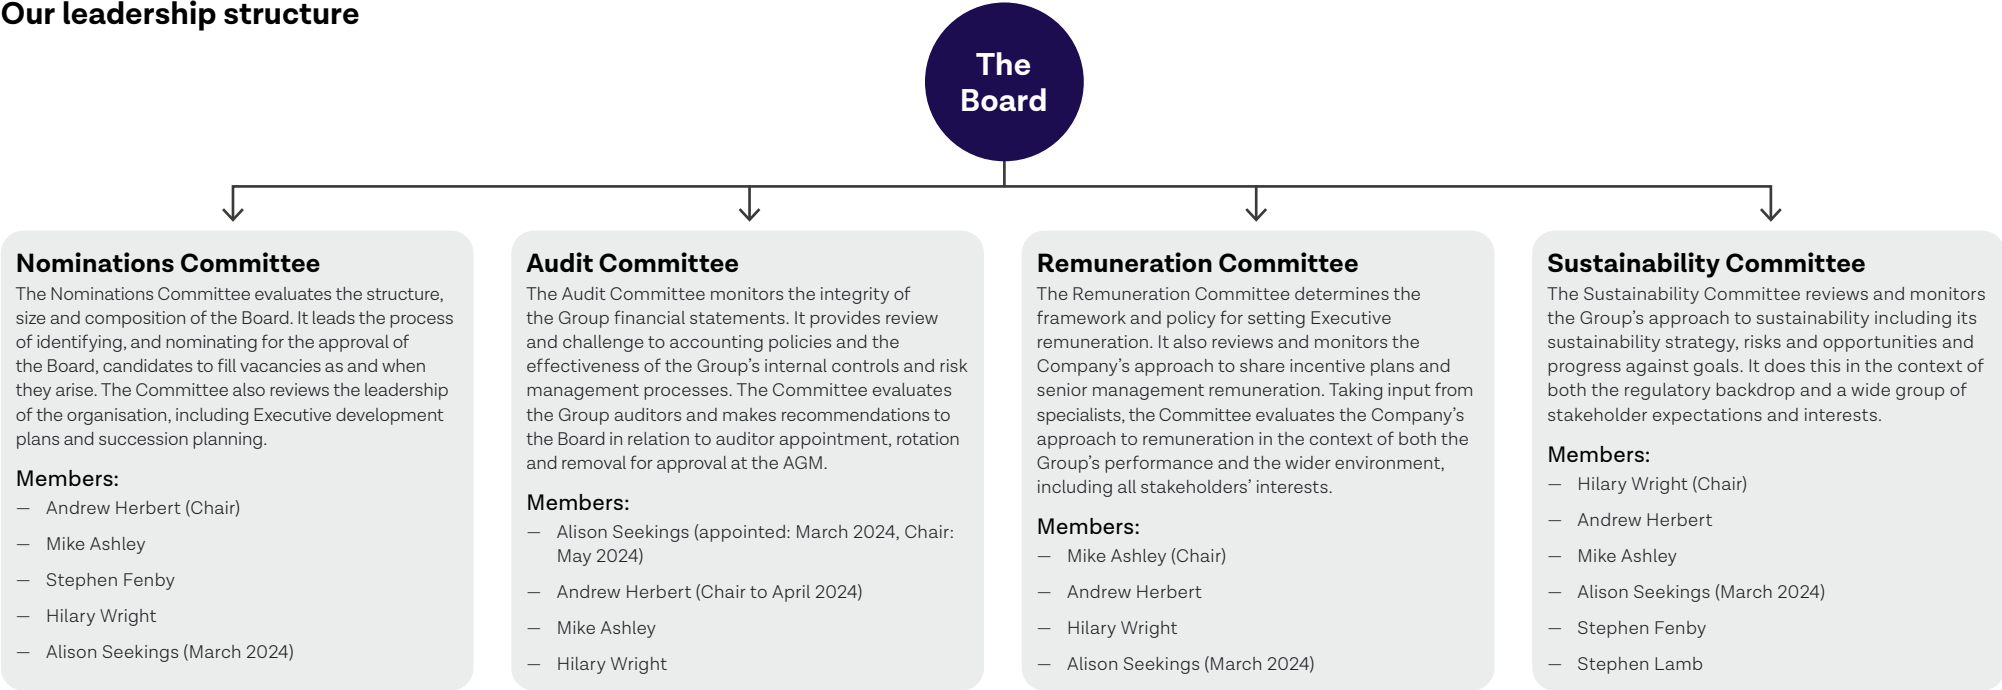 Our leadership structure
The
Board
Nominations Committee
The Nominations Committee evaluates the structure,
size and composition of the Board. It leads the process
of identifying, and nominating for the approval of
the Board, candidates to fill vacancies as and when
they arise. The Committee also reviews the leadership
of the organisation, including Executive development
plans and succession planning.
Members:
— Andrew Herbert (Chair)
— Mike Ashley
— Stephen Fenby
— Hilary Wright
— Alison Seekings (March 2024)
Audit Committee
The Audit Committee monitors the integrity of
the Group financial statements. It provides review
and challenge to accounting policies and the
effectiveness of the Group’s internal controls and risk
management processes. The Committee evaluates
the Group auditors and makes recommendations to
the Board in relation to auditor appointment, rotation
and removal for approval at the AGM.
Members:
— Alison Seekings (appointed: March 2024, Chair:
May 2024)
— Andrew Herbert (Chair to April 2024)
— Mike Ashley
— Hilary Wright
Remuneration Committee
The Remuneration Committee determines the
framework and policy for setting Executive
remuneration. It also reviews and monitors the
Company’s approach to share incentive plans and
senior management remuneration. Taking input from
specialists, the Committee evaluates the Company’s
approach to remuneration in the context of both the
Group’s performance and the wider environment,
including all stakeholders’ interests.
Members:
— Mike Ashley (Chair)
— Andrew Herbert
— Hilary Wright
— Alison Seekings (March 2024)
Sustainability Committee
The Sustainability Committee reviews and monitors
the Group’s approach to sustainability including its
sustainability strategy, risks and opportunities and
progress against goals. It does this in the context of
both the regulatory backdrop and a wide group of
stakeholder expectations and interests.
Members:
— Hilary Wright (Chair)
— Andrew Herbert
— Mike Ashley
— Alison Seekings (March 2024)
— Stephen Fenby
— Stephen Lamb